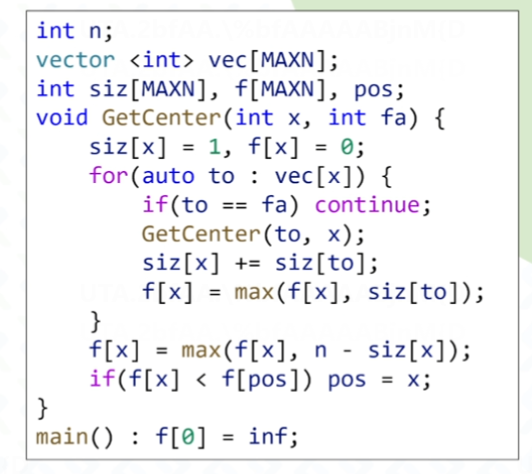 int n;
vector <int> vec[MAXN];
int siz[MAXN], f[MAXN], pos;
void GetCenter(int x, int fa) {
    siz[x] = 1, f[x] = 0;
    for(auto to : vec[x]) {
        if(to == fa) continue;
        GetCenter(to, x);
        siz[x] += siz[to];
        f[x] = max(f[x], siz[to]);
    }
    f[x] = max(f[x], n - siz[x]);
    if(f[x] < f[pos]) pos = x;
}
main() : f[0] = inf;